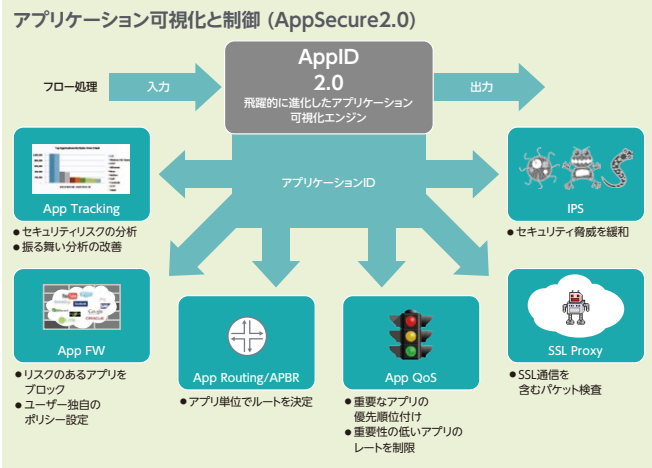 アプリケーション可視化と制御 (AppSecure2.0)
AppID
2.0
飛躍的に進化したアプリケーション
可視化エンジン
フロー処理
入力
出力
アプリケーションID
App Tracking
●セキュリティリスクの分析
●振る舞い分析の改善
IPS
●セキュリティ脅威を緩和
App FW
●リスクのあるアプリを
ブロック
●ユーザー独自の
ポリシー設定
App Routing/APBR
●アプリ単位でルートを決定
App QoS
●重要なアプリの
優先順位付け
●重要性の低いアプリの
レートを制限
SSL Proxy
●SSL通信を
含むパケット検査